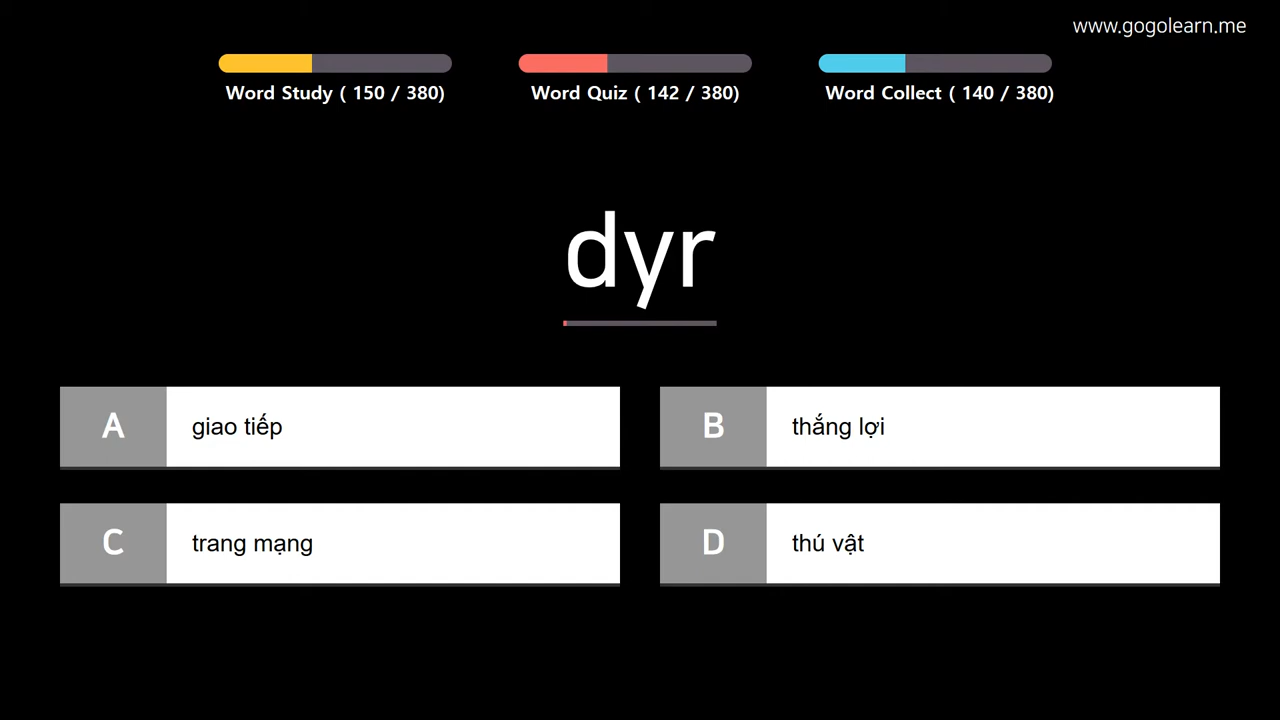 www.gogolearn.me
Word Study ( 150 / 380)
Word Quiz ( 142 / 380)
Word Collect ( 140 / 380)
dyr
A giao tiếp
B thắng lợi
C trang mạng
D thú vật